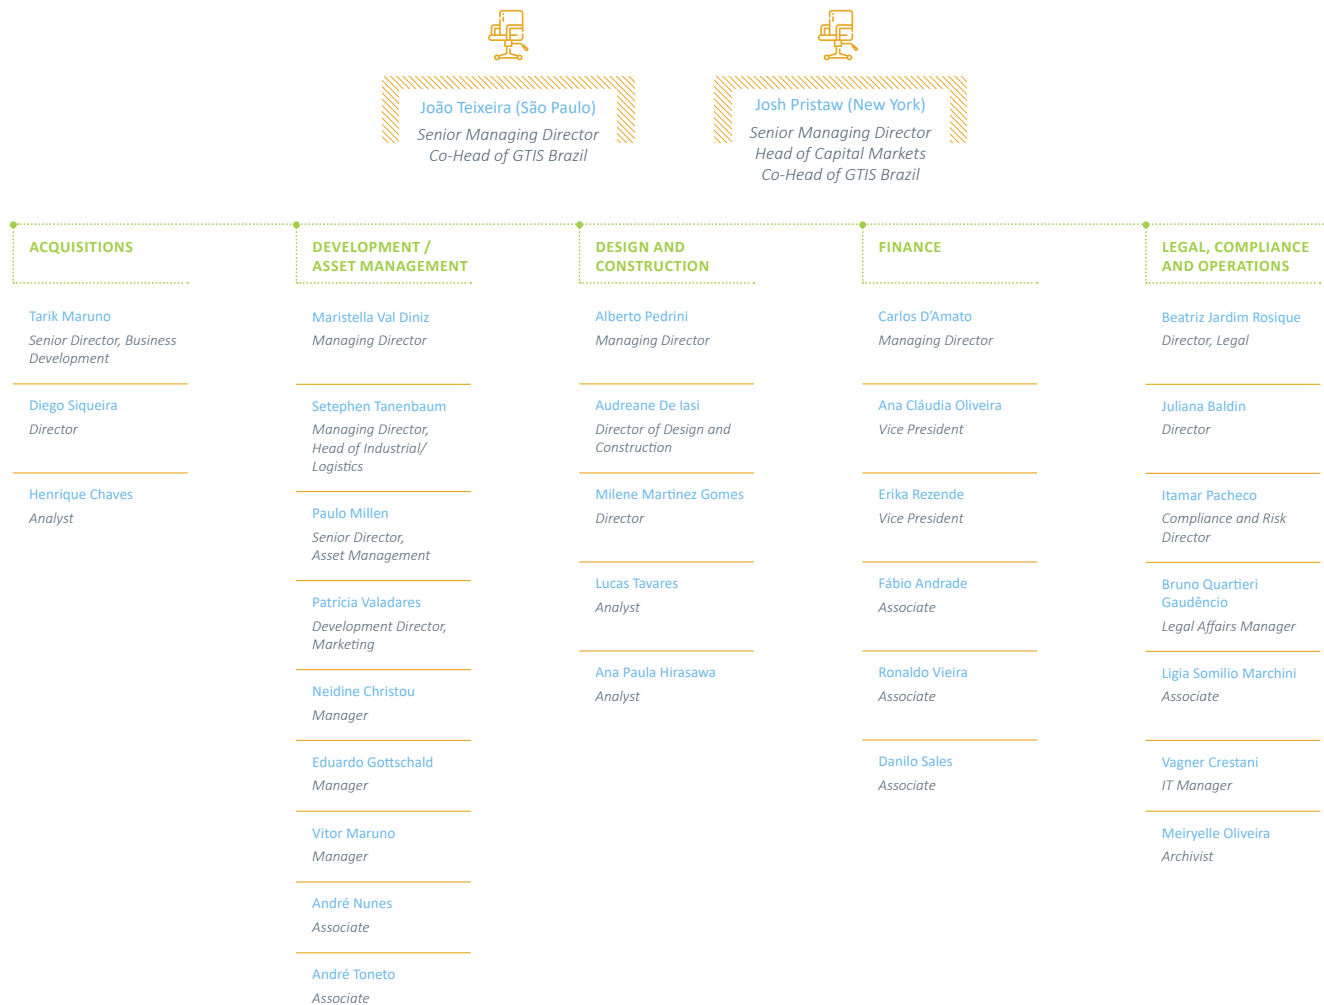 João Teixeira (São Paulo)
Senior Managing Director
Co-Head of GTIS Brazil
Josh Pristaw (New York)
Senior Managing Director
Head of Capital Markets
Co-Head of GTIS Brazil
ACQUISITIONS
Tarik Maruno
Senior Director, Business
Development
Diego Siqueira
Director
Henrique Chaves
Analyst
DEVELOPMENT /
ASSET MANAGEMENT
Maristella Val Diniz
Managing Director
Setephen Tanenbaum
Managing Director,
Head of Industrial/
Logistics
Paulo Millen
Senior Director,
Asset Management
Patrícia Valadares
Development Director,
Marketing
Neidine Christou
Manager
Eduardo Gottschald
Manager
Vitor Maruno
Manager
André Nunes
Associate
André Toneto
Associate
DESIGN AND
CONSTRUCTION
Alberto Pedrini
Managing Director
Audreane De Iasi
Director of Design and
Construction
Milene Martinez Gomes
Director
Lucas Tavares
Analyst
Ana Paula Hirasawa
Analyst
FINANCE
Carlos D’Amato
Managing Director
Ana Cláudia Oliveira
Vice President
Erika Rezende
Vice President
Fábio Andrade
Associate
Ronaldo Vieira
Associate
Danilo Sales
Associate
LEGAL, COMPLIANCE
AND OPERATIONS
Beatriz Jardim Rosique
Director, Legal
Juliana Baldin
Director
Itamar Pacheco
Compliance and Risk
Director
Bruno Quartieri
Gaudêncio
Legal Affairs Manager
Ligia Somilio Marchini
Associate
Vagner Crestani
IT Manager
Meiryelle Oliveira
Archivist